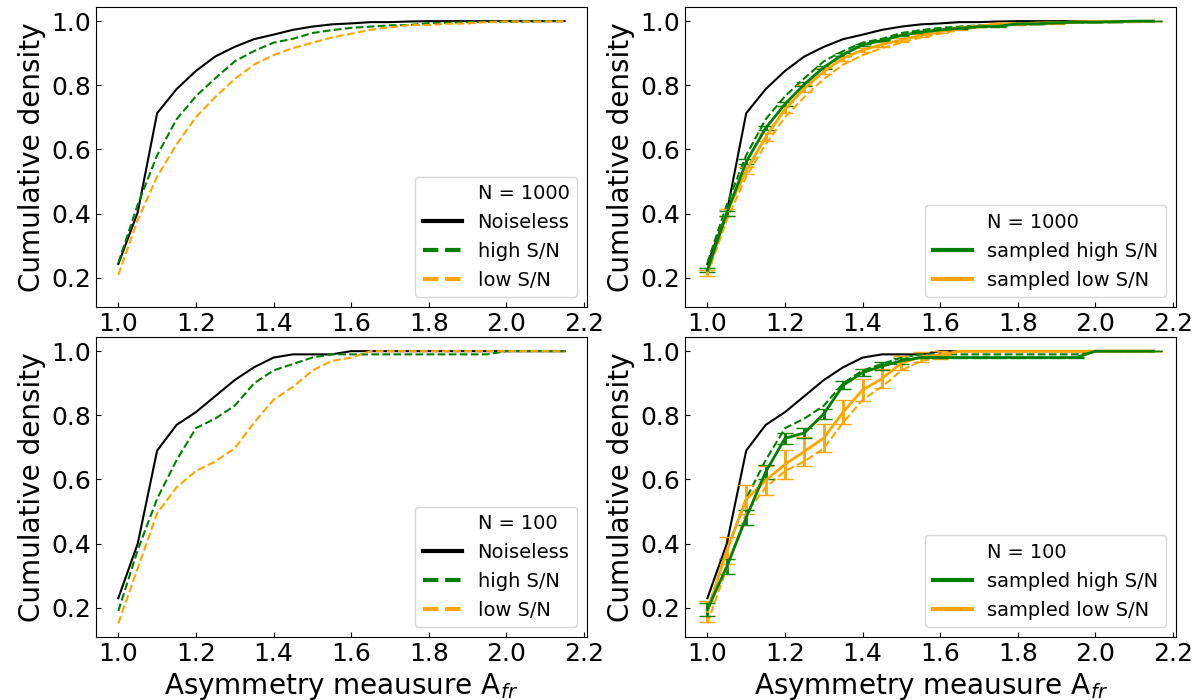 Cumulative density
1.0
0.8
0.6
0.4
0.2
N = 1000
Noiseless
high S/N
low S/N
1.0 1.2 1.4 1.6 1.8 2.0 2.2
Cumulative density
1.0
0.8
0.6
0.4
0.2
N = 1000
sampled high S/N
sampled low S/N
1.0 1.2 1.4 1.6 1.8 2.0 2.2
Cumulative density
1.0
0.8
0.6
0.4
0.2
N = 100
Noiseless
high S/N
low S/N
1.0 1.2 1.4 1.6 1.8 2.0 2.2
Asymmetry meausure A_fr
Cumulative density
1.0
0.8
0.6
0.4
0.2
N = 100
sampled high S/N
sampled low S/N
1.0 1.2 1.4 1.6 1.8 2.0 2.2
Asymmetry meausure A_fr